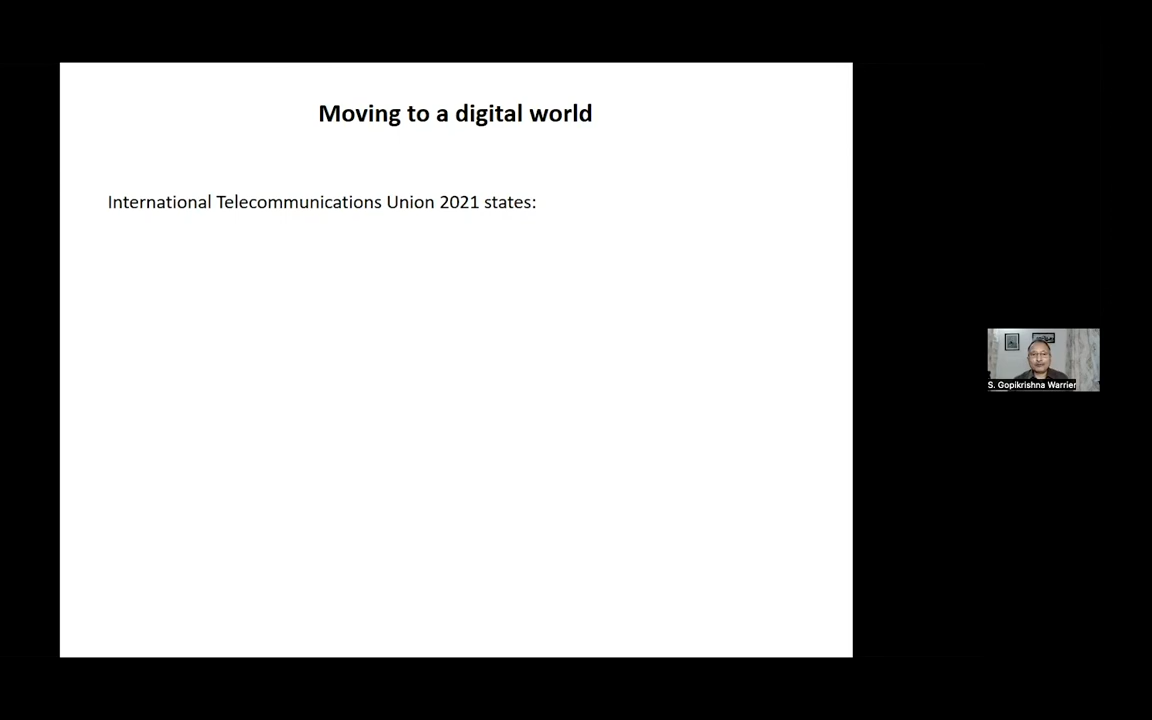 Moving to a digital world
International Telecommunications Union 2021 states:
S. Gopikrishna Warrier